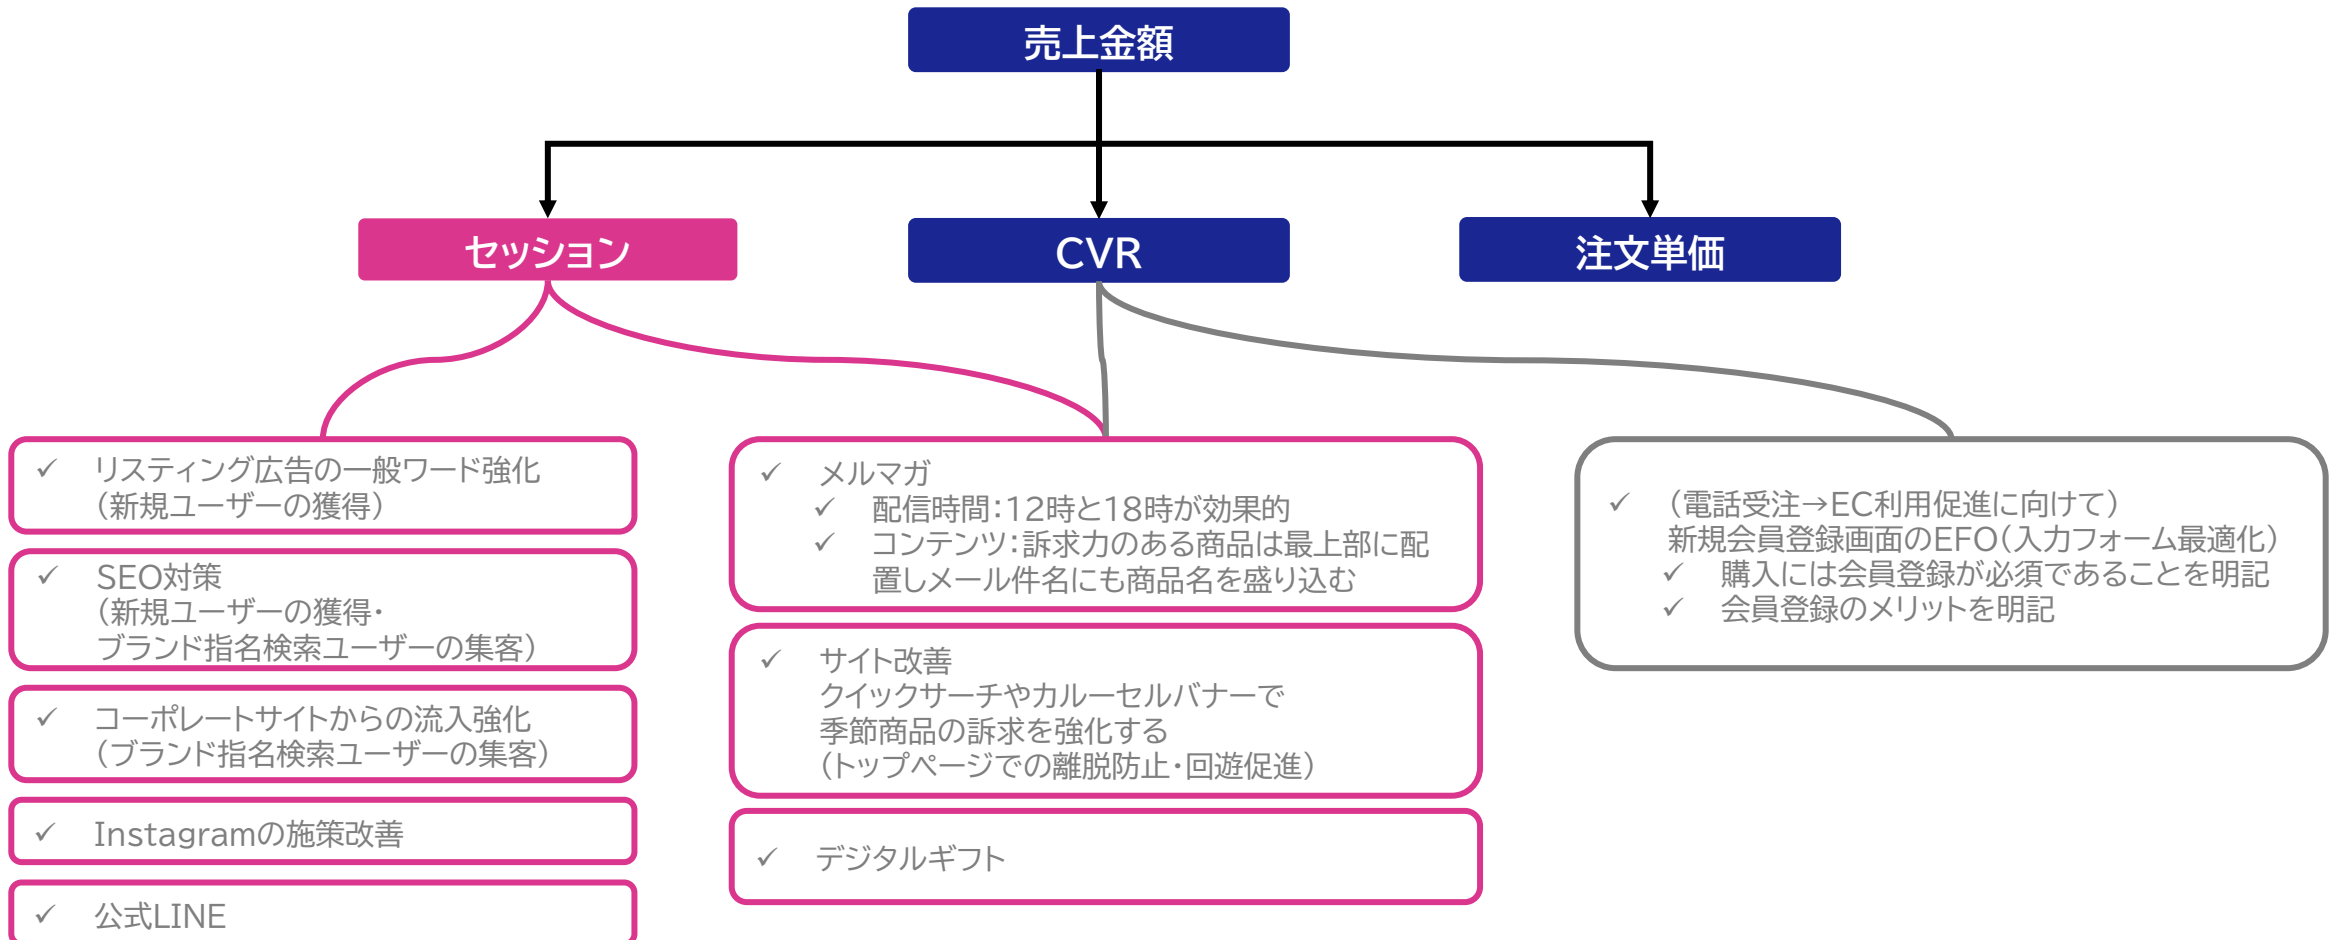 売上金額
セッション
CVR
注文単価
✓ リスティング広告の一般ワード強化
（新規ユーザーの獲得）
✓ SEO対策
（新規ユーザーの獲得・
ブランド指名検索ユーザーの集客）
✓ コーポレートサイトからの流入強化
（ブランド指名検索ユーザーの集客）
✓ Instagramの施策改善
✓ 公式LINE
✓ メルマガ
✓ 配信時間：12時と18時が効果的
✓ コンテンツ：訴求力のある商品は最上部に配
置しメール件名にも商品名を盛り込む
✓ サイト改善
クイックサーチやカルーセルバナーで
季節商品の訴求を強化する
（トップページでの離脱防止・回遊促進）
✓ デジタルギフト
✓ （電話受注→EC利用促進に向けて）
新規会員登録画面のEFO（入力フォーム最適化）
✓ 購入には会員登録が必須であることを明記
✓ 会員登録のメリットを明記